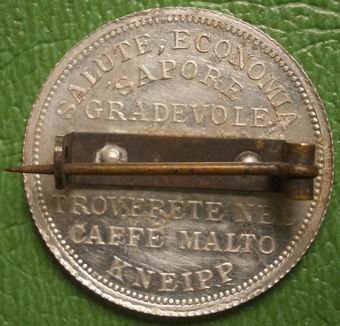 SALUTE, ECONOMIA
SAPORE
GRADEVOLE
TROVERETE NEL
CAFFÈ MALTO
KNEIPP